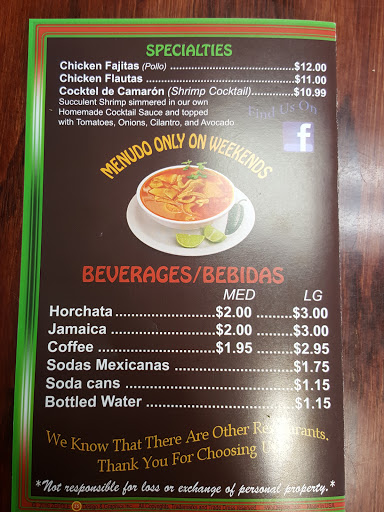 SPECIALTIES
Chicken Fajitas (Pollo)...............................$12.00
Chicken Flautas.........................................$11.00
Cocktel de Camarón (Shrimp Cocktail)..........$10.99
Succulent Shrimp simmered in our own
Homemade Cocktail Sauce and topped
with Tomatoes, Onions, Cilantro, and Avocado
Find Us On
f
MENUDO ONLY ON WEEKENDS
BEVERAGES/BEBIDAS
MED LG
Horchata....................$2.00 .........$3.00
Jamaica.....................$2.00 .........$3.00
Coffee........................$1.95 .........$2.95
Sodas Mexicanas ..............................$1.75
Soda cans .........................................$1.15
Bottled Water ....................................$1.15
We Know That There Are Other Restaurants.
Thank You For Choosing
*Not responsible for loss or exchange of personal property.*